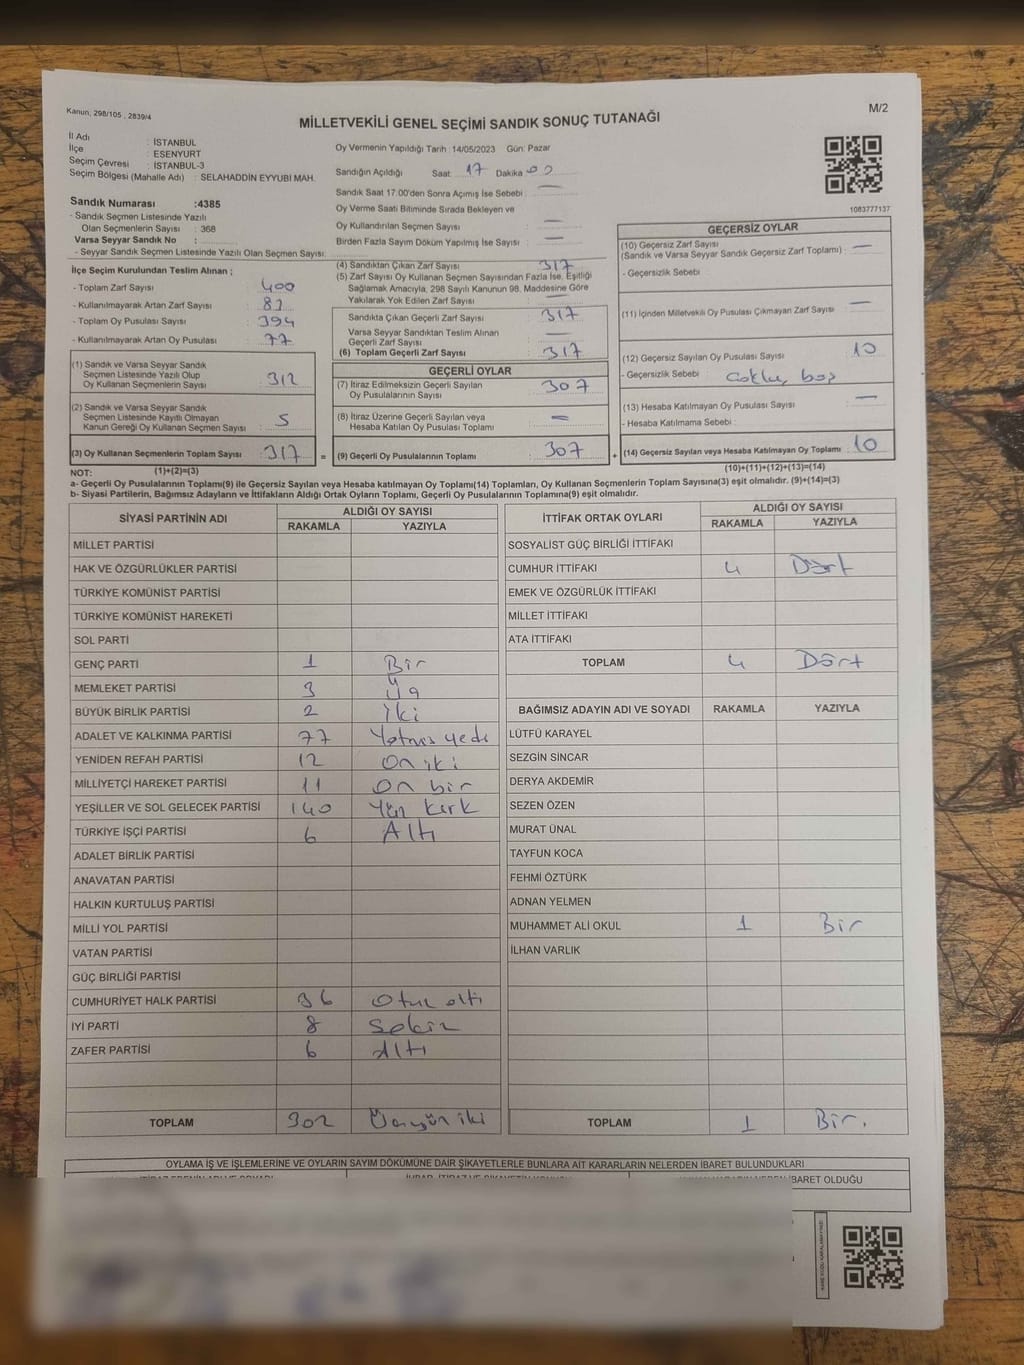 Kanun, 298/105 , 2839/4
M/2
MİLLETVEKİLİ GENEL SEÇİMİ SANDIK SONUÇ TUTANAĞI
İl Adı : İSTANBUL
İlçe : ESENYURT
Seçim Çevresi : İSTANBUL-3
Seçim Bölgesi (Mahalle Adı) : SELAHADDİN EYYUBİ MAH.
Sandık Numarası :4385
- Sandık Seçmen Listesinde Yazılı
Olan Seçmenlerin Sayısı : 368
Varsa Seyyar Sandık No :
- Seyyar Sandık Seçmen Listesinde Yazılı Olan Seçmen Sayısı:
Oy Vermenin Yapıldığı Tarih :14/05/2023 Gün: Pazar
Sandığın Açıldığı Saat: 17 Dakika 00
Sandık Saat 17.00'den Sonra Açımış İse Sebebi : —
Oy Verme Saati Bitiminde Sırada Bekleyen ve
Oy Kullandırılan Seçmen Sayısı : —
Birden Fazla Sayım Döküm Yapılmış İse Sayısı : —
1083777137
İlçe Seçim Kurulundan Teslim Alınan ;
- Toplam Zarf Sayısı : 400
- Kullanılmayarak Artan Zarf Sayısı : 83
- Toplam Oy Pusulası Sayısı : 394
- Kullanılmayarak Artan Oy Pusulası : 77
(1) Sandık ve Varsa Seyyar Sandık
Seçmen Listesinde Yazılı Olup
Oy Kullanan Seçmenlerin Sayısı : 312
(2) Sandık ve Varsa Seyyar Sandık
Seçmen Listesinde Kayıtlı Olmayan
Kanun Gereği Oy Kullanan Seçmen Sayısı : 5
(3) Oy Kullanan Seçmenlerin Toplam Sayısı : 317 =
(4) Sandıktan Çıkan Zarf Sayısı : 317
(5) Zarf Sayısı Oy Kullanan Seçmen Sayısından Fazla İse, Eşitliği
Sağlamak Amacıyla, 298 Sayılı Kanunun 98. Maddesine Göre
Yakılarak Yok Edilen Zarf Sayısı : —
Sandıkta Çıkan Geçerli Zarf Sayısı : 317
Varsa Seyyar Sandıktan Teslim Alınan
Geçerli Zarf Sayısı : —
(6) Toplam Geçerli Zarf Sayısı : 317
GEÇERLİ OYLAR
(7) İtiraz Edilmeksizin Geçerli Sayılan
Oy Pusulalarının Sayısı : 307
(8) İtiraz Üzerine Geçerli Sayılan veya
Hesaba Katılan Oy Pusulası Toplamı : —
(9) Geçerli Oy Pusulalarının Toplamı : 307 +
GEÇERSİZ OYLAR
(10) Geçersiz Zarf Sayısı
(Sandık ve Varsa Seyyar Sandık Geçersiz Zarf Toplamı) : —
- Geçersizlik Sebebi :
(11) İçinden Milletvekili Oy Pusulası Çıkmayan Zarf Sayısı : —
(12) Geçersiz Sayılan Oy Pusulası Sayısı : 10
- Geçersizlik Sebebi : çoklu, boş
(13) Hesaba Katılmayan Oy Pusulası Sayısı : —
- Hesaba Katılmama Sebebi :
(14) Geçersiz Sayılan veya Hesaba Katılmayan Oy Toplamı : 10
NOT: (1)+(2)=(3) (10)+(11)+(12)+(13)=(14)
a- Geçerli Oy Pusulalarının Toplamı(9) ile Geçersiz Sayılan veya Hesaba Katılmayan Oy Toplamı(14) Toplamları, Oy Kullanan Seçmenlerin Toplam Sayısına(3) eşit olmalıdır. (9)+(14)=(3)
b- Siyasi Partilerin, Bağımsız Adayların ve İttifakların Aldığı Ortak Oyların Toplamı, Geçerli Oy Pusulalarının Toplamına(9) eşit olmalıdır.
SİYASİ PARTİNİN ADI ALDIĞI OY SAYISI
RAKAMLA YAZIYLA
MİLLET PARTİSİ
HAK VE ÖZGÜRLÜKLER PARTİSİ
TÜRKİYE KOMÜNİST PARTİSİ
TÜRKİYE KOMÜNİST HAREKETİ
SOL PARTİ
GENÇ PARTİ 1 Bir
MEMLEKET PARTİSİ 3 Üç
BÜYÜK BİRLİK PARTİSİ 2 iki
ADALET VE KALKINMA PARTİSİ 77 Yetmiş yedi
YENİDEN REFAH PARTİSİ 12 On iki
MİLLİYETÇİ HAREKET PARTİSİ 11 On bir
YEŞİLLER VE SOL GELECEK PARTİSİ 140 Yüz kırk
TÜRKİYE İŞÇİ PARTİSİ 6 Altı
ADALET BİRLİK PARTİSİ
ANAVATAN PARTİSİ
HALKIN KURTULUŞ PARTİSİ
MİLLİ YOL PARTİSİ
VATAN PARTİSİ
GÜÇ BİRLİĞİ PARTİSİ
CUMHURİYET HALK PARTİSİ 36 Otuz altı
İYİ PARTİ 8 Sekiz
ZAFER PARTİSİ 6 Altı
TOPLAM 302 Üçyüz iki
İTTİFAK ORTAK OYLARI ALDIĞI OY SAYISI
RAKAMLA YAZIYLA
SOSYALİST GÜÇ BİRLİĞİ İTTİFAKI
CUMHUR İTTİFAKI 4 Dört
EMEK VE ÖZGÜRLÜK İTTİFAKI
MİLLET İTTİFAKI
ATA İTTİFAKI
TOPLAM 4 Dört
BAĞIMSIZ ADAYIN ADI VE SOYADI RAKAMLA YAZIYLA
LÜTFÜ KARAYEL
SEZGİN SİNCAR
DERYA AKDEMİR
SEZEN ÖZEN
MURAT ÜNAL
TAYFUN KOCA
FEHMİ ÖZTÜRK
ADNAN YELMEN
MUHAMMET ALİ OKUL 1 Bir
İLHAN VARLIK
TOPLAM 1 Bir.
OYLAMA İŞ VE İŞLEMLERİNE VE OYLARIN SAYIM DÖKÜMÜNE DAİR ŞİKAYETLERLE BUNLARA AİT KARARLARIN NELERDEN İBARET BULUNDUKLARI
İBARET OLDUĞU